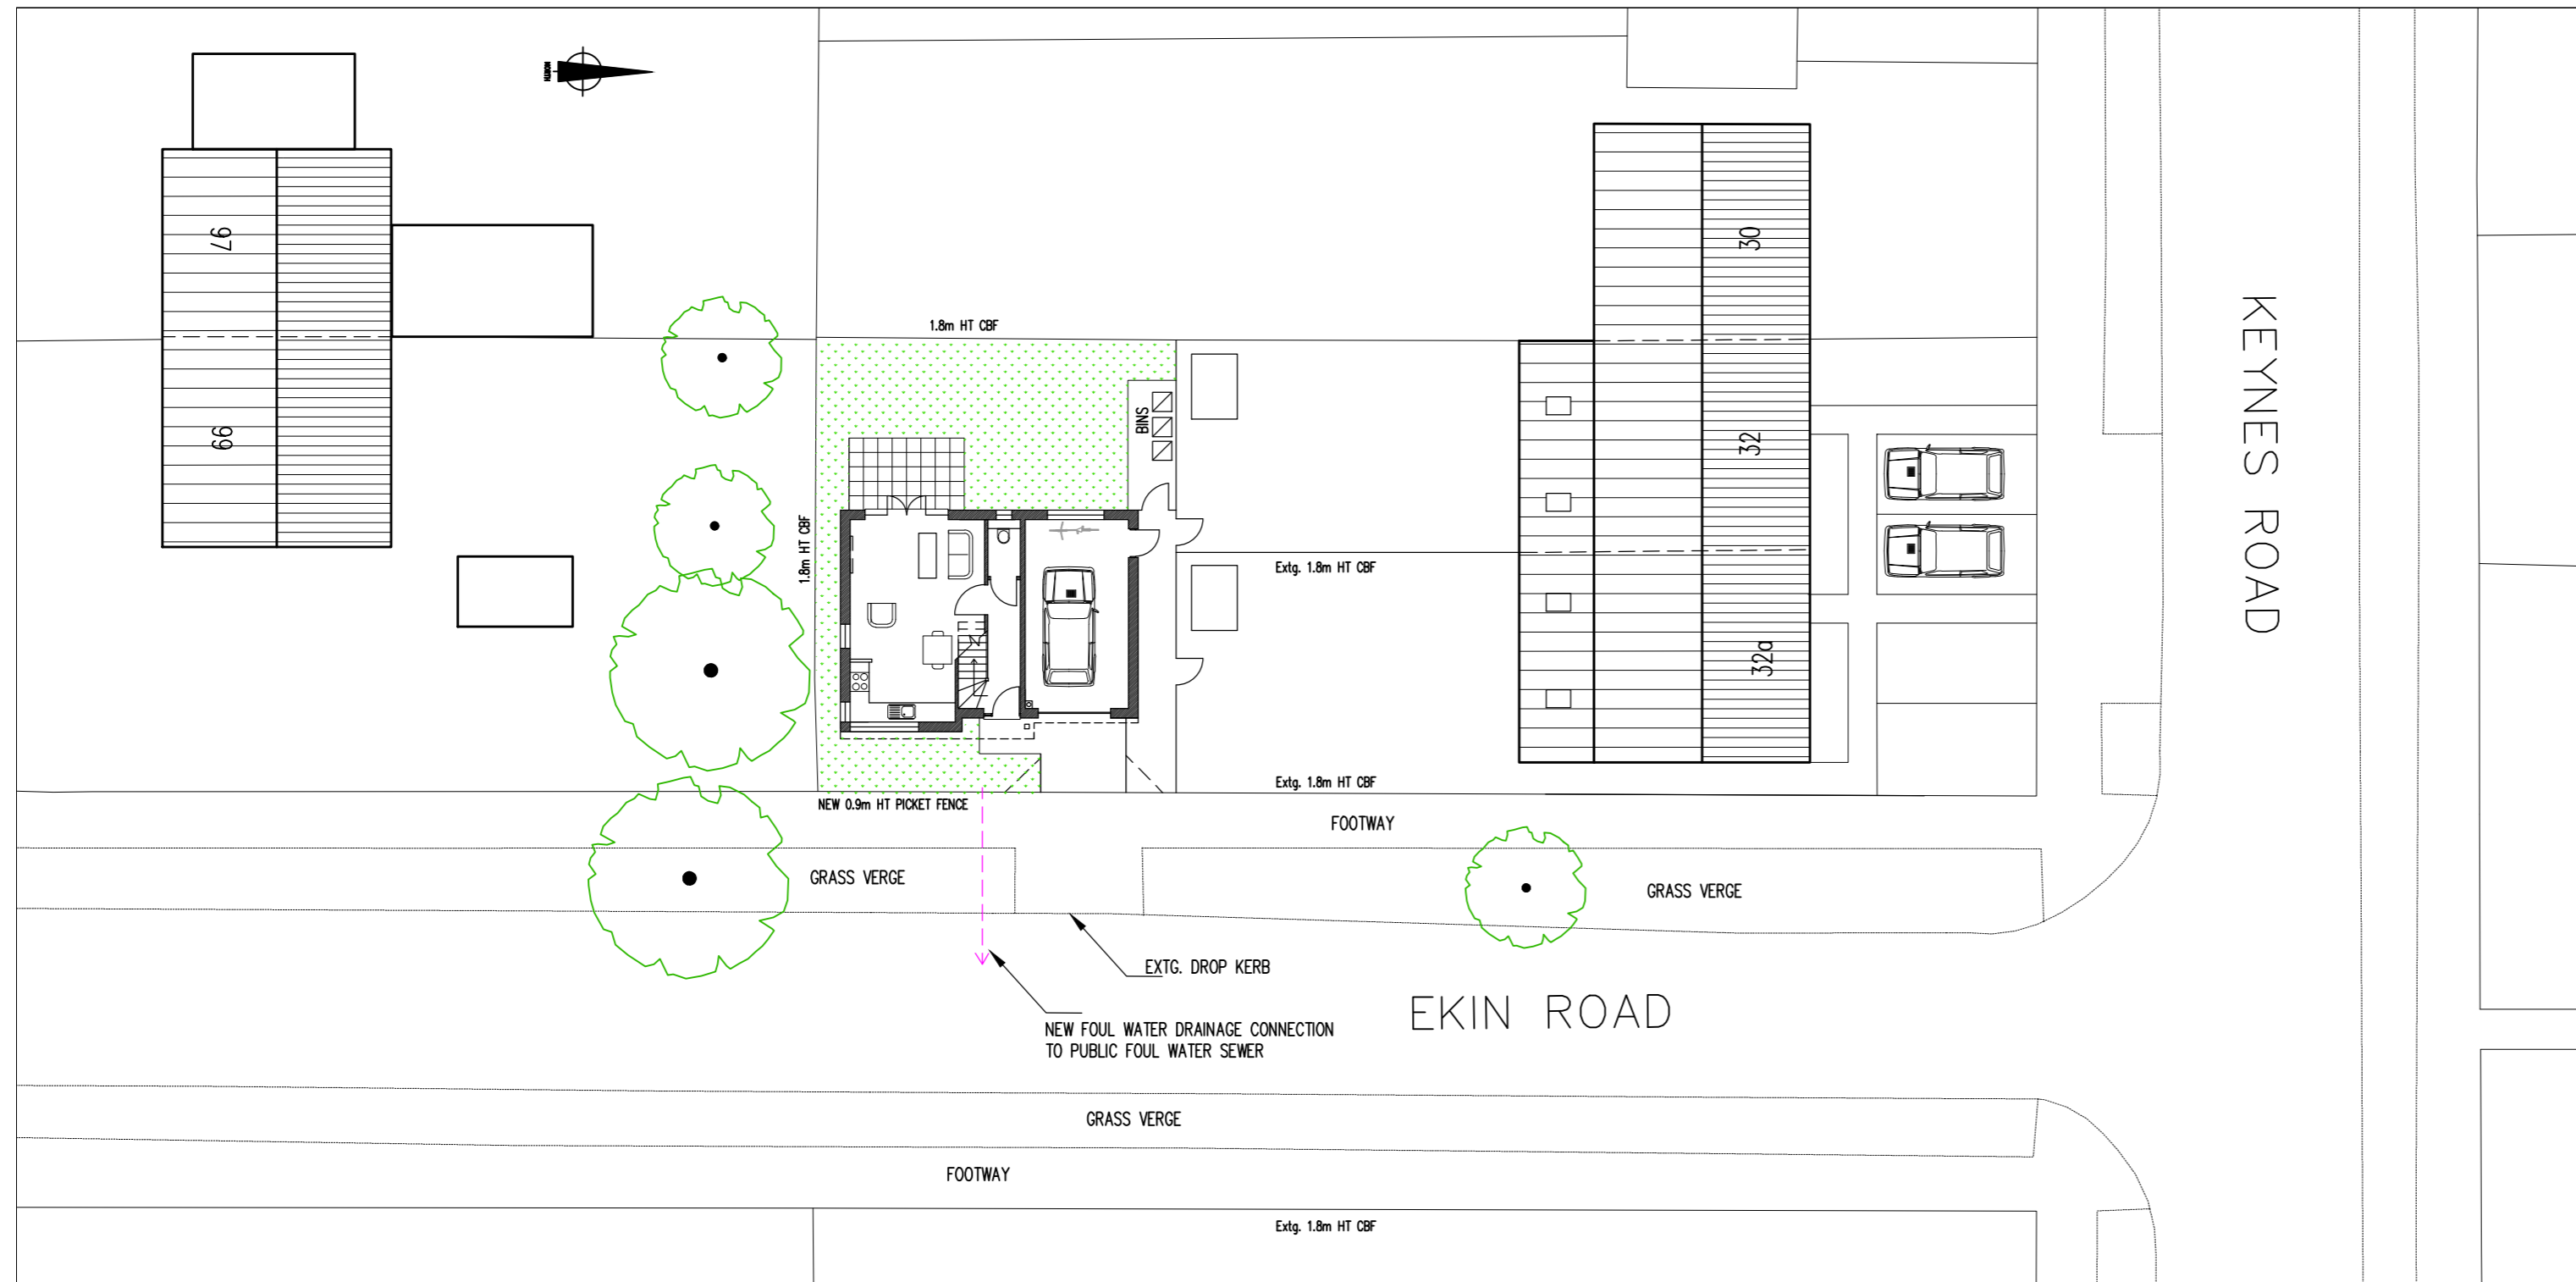 NORTH
97
99
1.8m HT CBF
1.8m HT CBF
BINS
30
32
32a
KEYNES ROAD
Extg. 1.8m HT CBF
Extg. 1.8m HT CBF
NEW 0.9m HT PICKET FENCE
FOOTWAY
GRASS VERGE
GRASS VERGE
EXTG. DROP KERB
EKIN ROAD
NEW FOUL WATER DRAINAGE CONNECTION
TO PUBLIC FOUL WATER SEWER
GRASS VERGE
FOOTWAY
Extg. 1.8m HT CBF